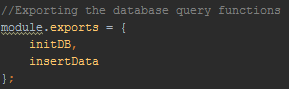 //Exporting the database query functions
module.exports = {
    initDB,
    insertData
};